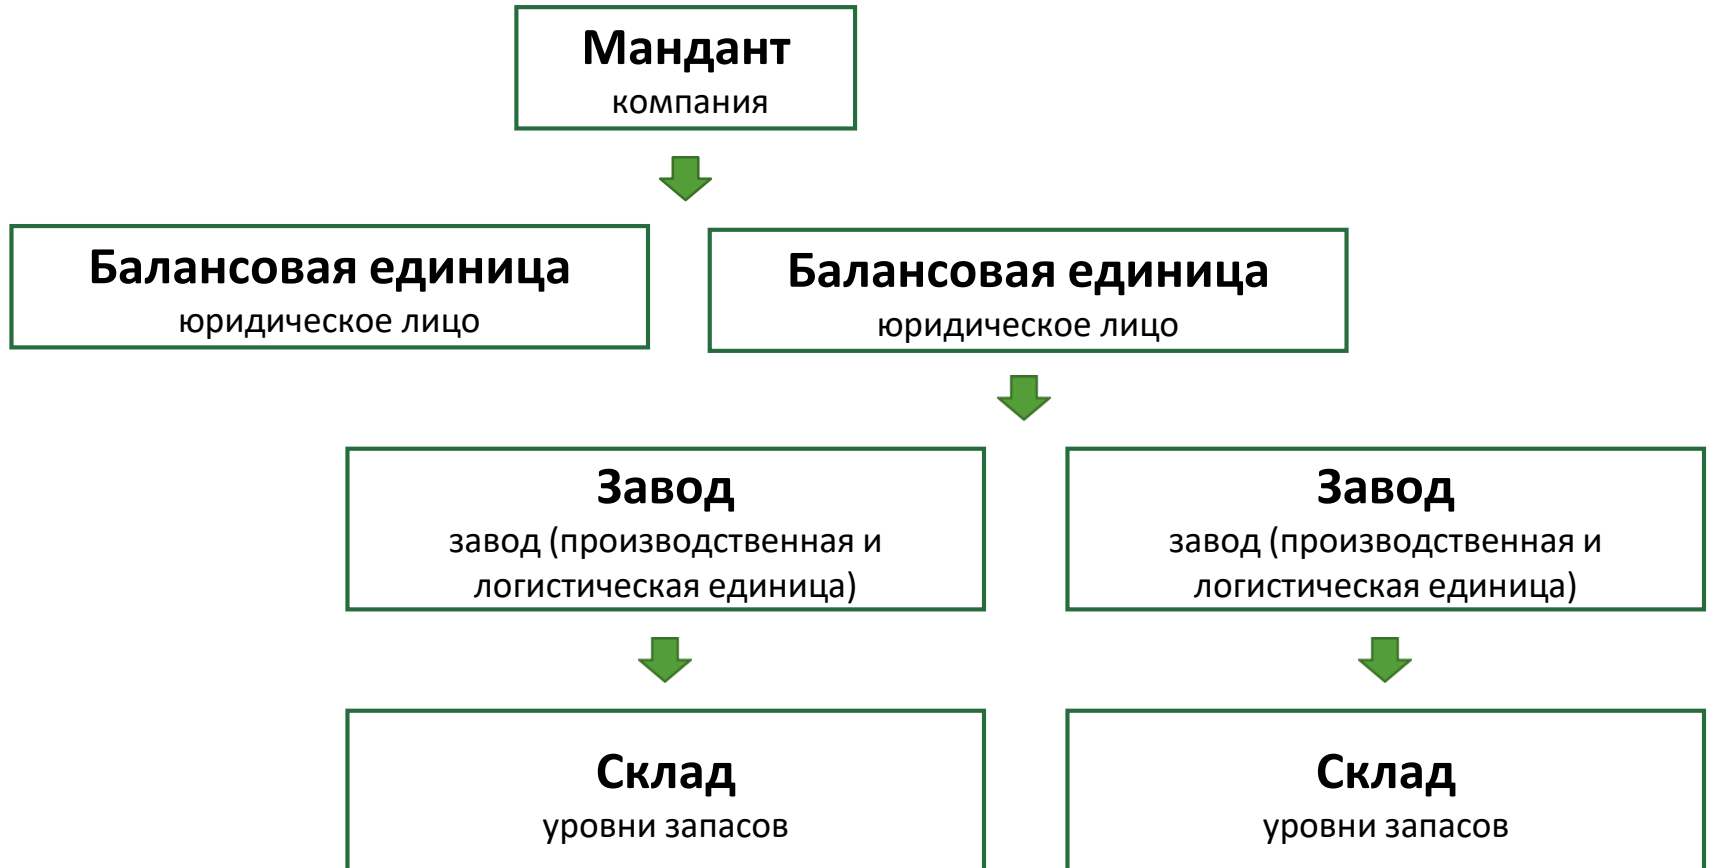 Мандант
компания
Балансовая единица
юридическое лицо
Балансовая единица
юридическое лицо
Завод
завод (производственная и
логистическая единица)
Завод
завод (производственная и
логистическая единица)
Склад
уровни запасов
Склад
уровни запасов